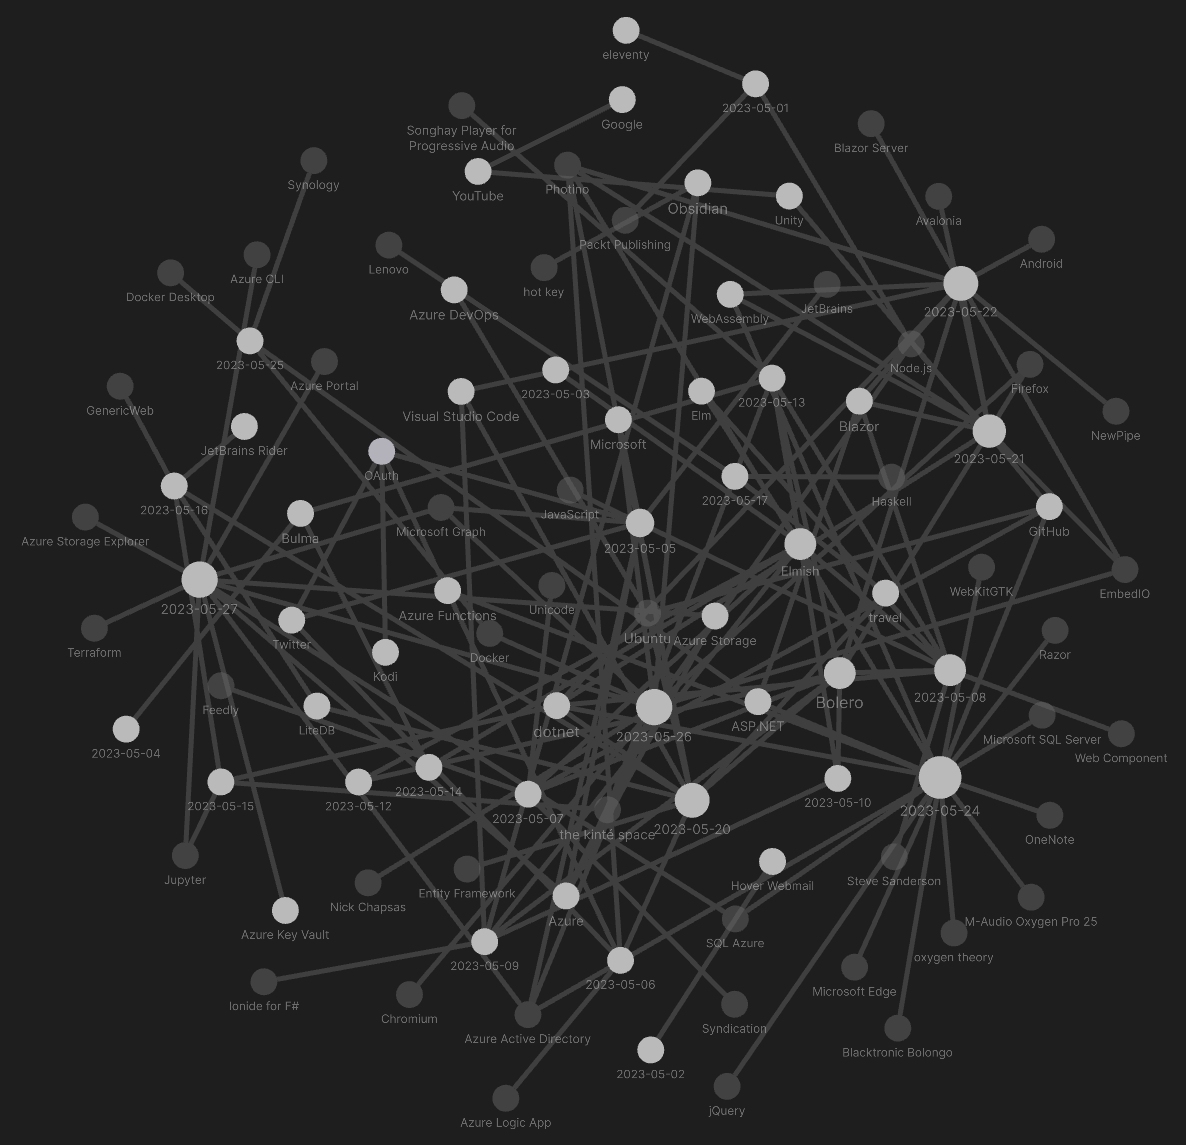 eleventy
2023-05-01
Google
Songhay Player for
Progressive Audio
Blazor Server
Synology
YouTube
Photino
Obsidian
Unity
Avalonia
Packt Publishing
Android
Lenovo
Azure CLI
Docker Desktop
hot key
Azure DevOps
WebAssembly
JetBrains
2023-05-22
2023-05-25
Node.js
Azure Portal
2023-05-03
Firefox
GenericWeb
Visual Studio Code
Elm
2023-05-13
Blazor
NewPipe
Microsoft
JetBrains Rider
2023-05-21
OAuth
2023-05-17
Haskell
2023-05-16
JavaScript
Microsoft Graph
GitHub
Bulma
Azure Storage Explorer
2023-05-05
Elmish
WebKitGTK
EmbedIO
2023-05-27
Unicode
Azure Functions
travel
Ubuntu
Azure Storage
Twitter
Terraform
Docker
Razor
Kodi
2023-05-08
Bolero
Feedly
LiteDB
dotnet
2023-05-26
ASP.NET
Microsoft SQL Server
2023-05-04
Web Component
2023-05-14
2023-05-15
2023-05-12
2023-05-10
2023-05-24
2023-05-07
the kinté space
2023-05-20
OneNote
Jupyter
Hover Webmail
Steve Sanderson
Entity Framework
Nick Chapsas
Azure
M-Audio Oxygen Pro 25
Azure Key Vault
SQL Azure
oxygen theory
2023-05-09
2023-05-06
Microsoft Edge
Ionide for F#
Chromium
Syndication
Azure Active Directory
Blacktronic Bolongo
2023-05-02
jQuery
Azure Logic App